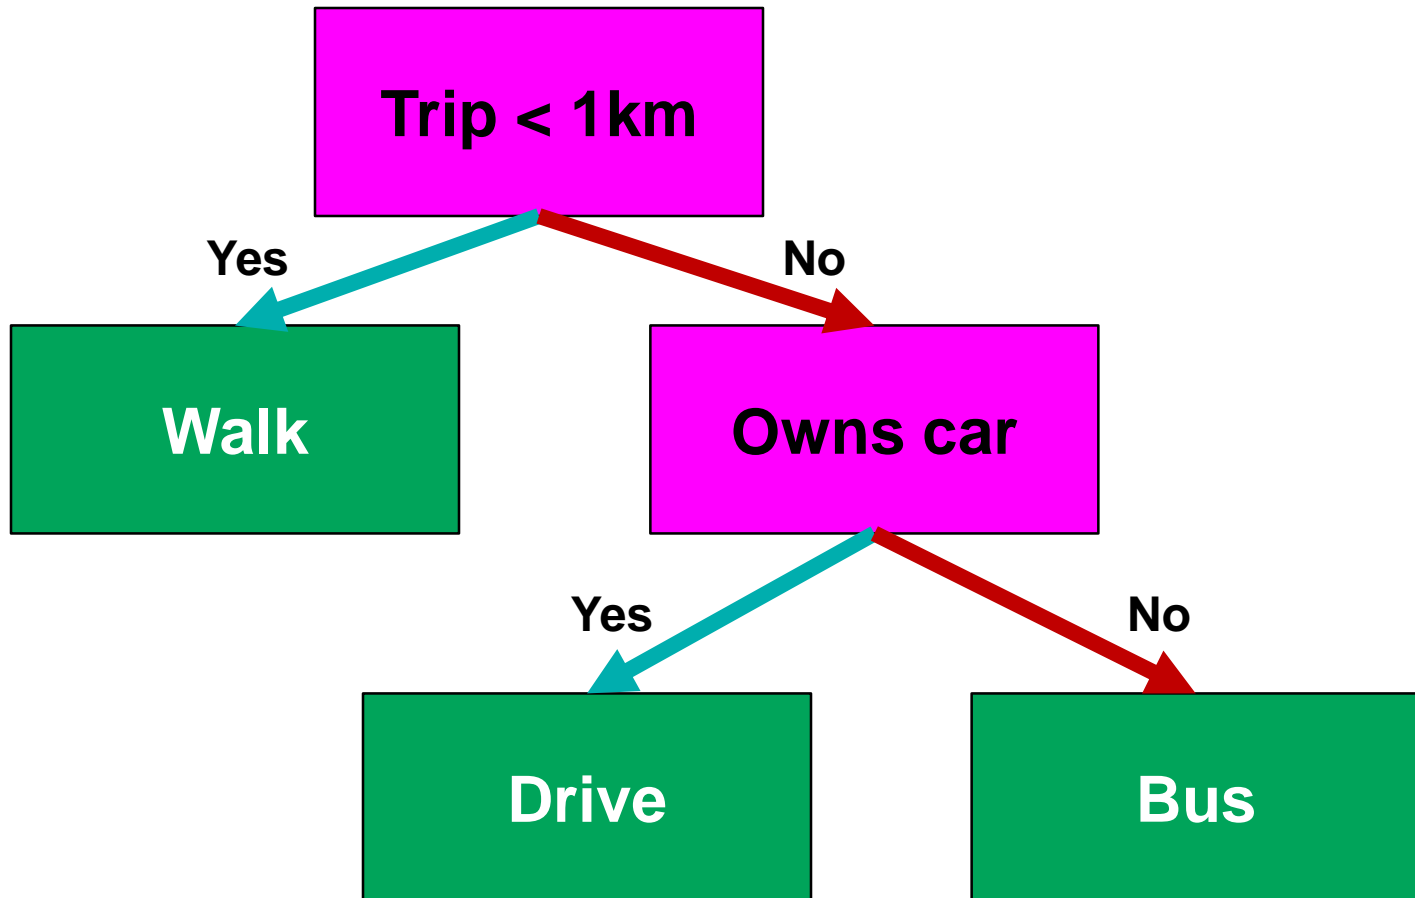 Trip < 1km
Yes
No
Walk
Owns car
Yes
No
Drive
Bus